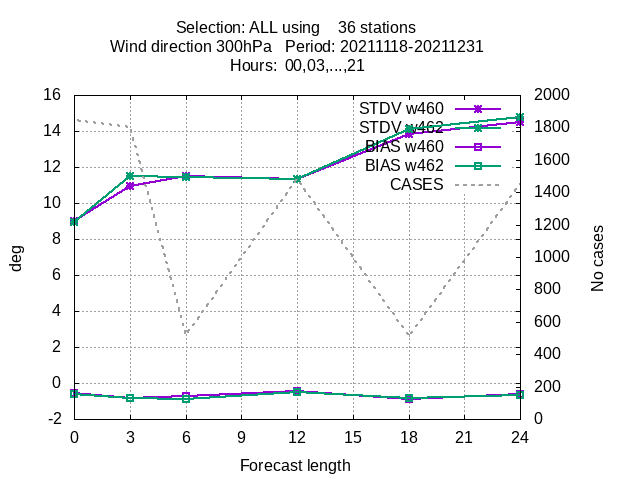 Selection: ALL using    36 stations
Wind direction 300hPa   Period: 20211118-20211231
Hours:  00,03,...,21
16
14
12
10
8
6
4
2
0
-2
deg
2000
1800
1600
1400
1200
1000
800
600
400
200
0
No cases
STDV w460
STDV w462
BIAS w460
BIAS w462
CASES
0 3 6 9 12 15 18 21 24
Forecast length